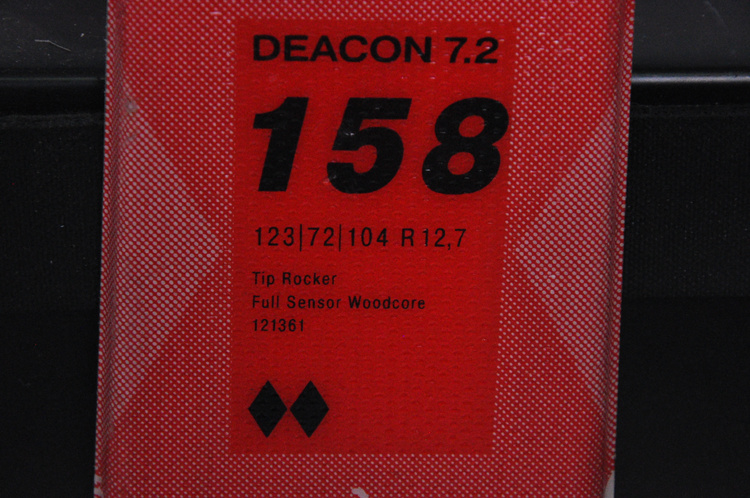 DEACON 7.2
158
123|72|104 R 12,7
Tip Rocker
Full Sensor Woodcore
121361